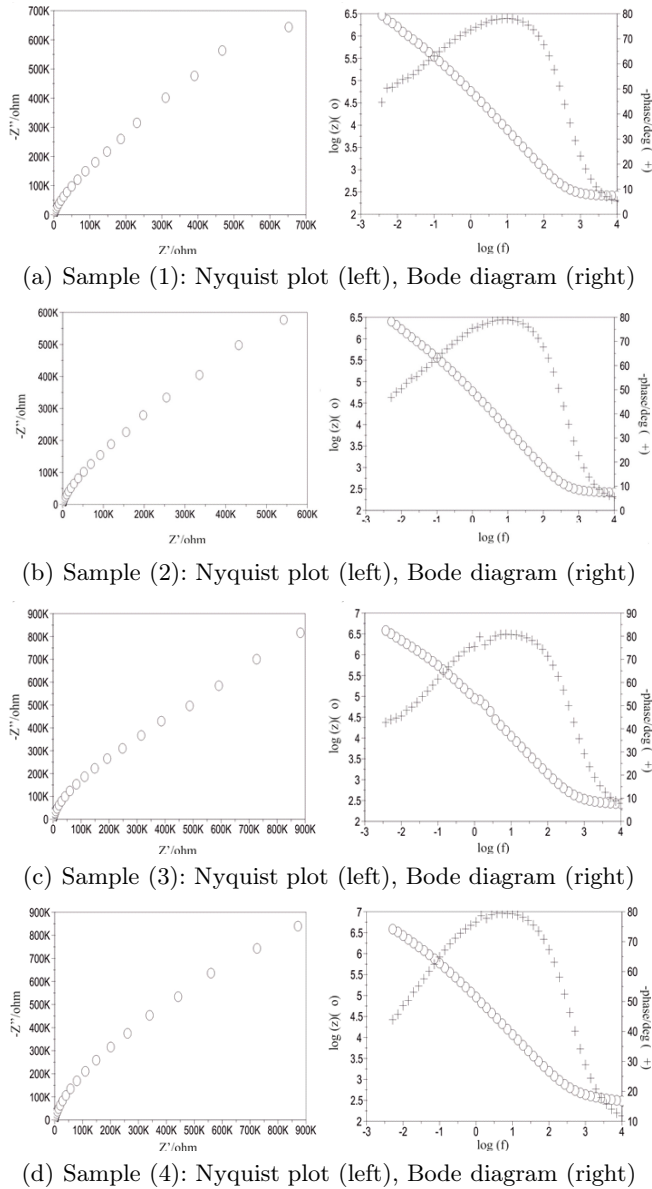 700K
600K
500K
400K
300K
200K
100K
0
-Z''/ohm
0 100K 200K 300K 400K 500K 600K 700K
Z'/ohm
6.5
6
5.5
5
4.5
4
3.5
3
2.5
2
log (z)( o)
-3 -2 -1 0 1 2 3 4
log (f)
80
70
60
50
40
30
20
10
0
-phase/deg ( +)
(a) Sample (1): Nyquist plot (left), Bode diagram (right)
600K
500K
400K
300K
200K
100K
0
-Z''/ohm
0 100K 200K 300K 400K 500K 600K
Z'/ohm
6.5
6
5.5
5
4.5
4
3.5
3
2.5
2
log (z)( o)
-3 -2 -1 0 1 2 3 4
log (f)
80
70
60
50
40
30
20
10
0
-phase/deg ( +)
(b) Sample (2): Nyquist plot (left), Bode diagram (right)
900K
800K
700K
600K
500K
400K
300K
200K
100K
0
-Z''/ohm
0 100K 200K 300K 400K 500K 600K 700K 800K 900K
Z'/ohm
7
6.5
6
5.5
5
4.5
4
3.5
3
2.5
2
log (z)( o)
-3 -2 -1 0 1 2 3 4
log (f)
90
80
70
60
50
40
30
20
10
0
-phase/deg ( +)
(c) Sample (3): Nyquist plot (left), Bode diagram (right)
900K
800K
700K
600K
500K
400K
300K
200K
100K
0
-Z''/ohm
0 100K 200K 300K 400K 500K 600K 700K 800K 900K
Z'/ohm
7
6.5
6
5.5
5
4.5
4
3.5
3
2.5
2
log (z)( o)
-3 -2 -1 0 1 2 3 4
log (f)
80
70
60
50
40
30
20
10
-phase/deg ( +)
(d) Sample (4): Nyquist plot (left), Bode diagram (right)